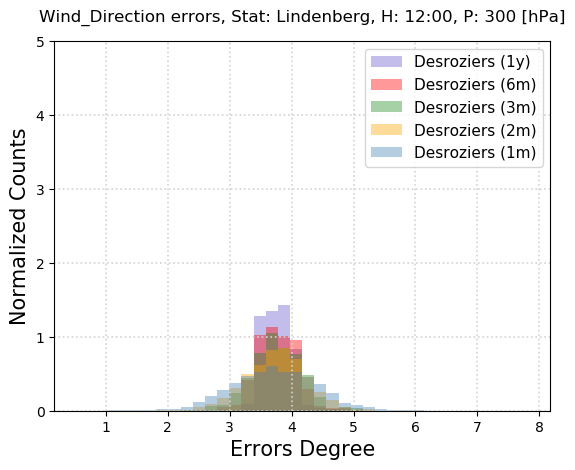 Wind_Direction errors, Stat: Lindenberg, H: 12:00, P: 300 [hPa]
5
4
3
2
1
0
Normalized Counts
Desroziers (1y)
Desroziers (6m)
Desroziers (3m)
Desroziers (2m)
Desroziers (1m)
1 2 3 4 5 6 7 8
Errors Degree